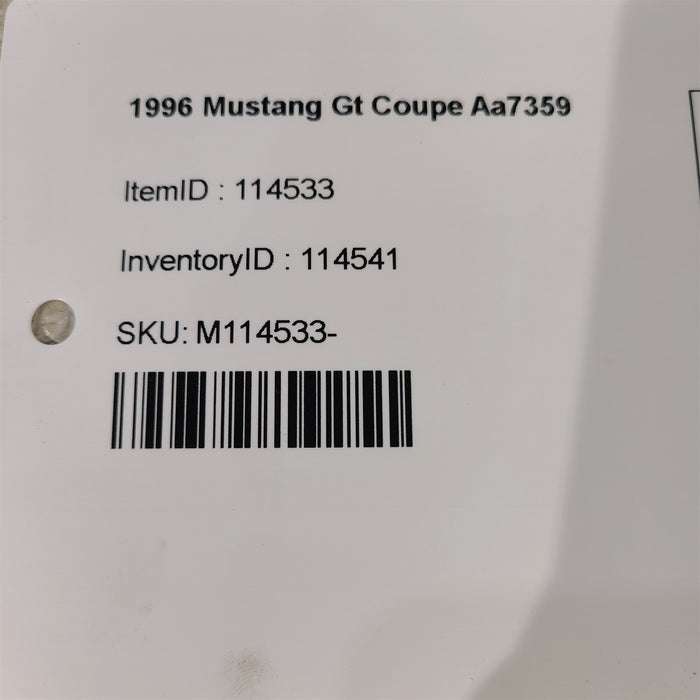 1996 Mustang Gt Coupe Aa7359
ItemID : 114533
InventoryID : 114541
SKU: M114533-